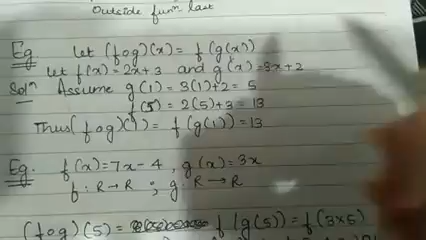 Outside funn last
Eg Let (fog)(x) = f(g(x))
Let f(x) = 2x+3 and g(x) = 3x+2
Soln Assume g(1) = 3(1)+2 = 5
f(5) = 2(5)+3 = 13
Thus (fog)(1) = f(g(1)) = 13
Eg. f(x) = 7x-4, g(x) = 3x
f: R→R ; g: R→R
(fog)(5) = f(g(5)) = f(3x5)